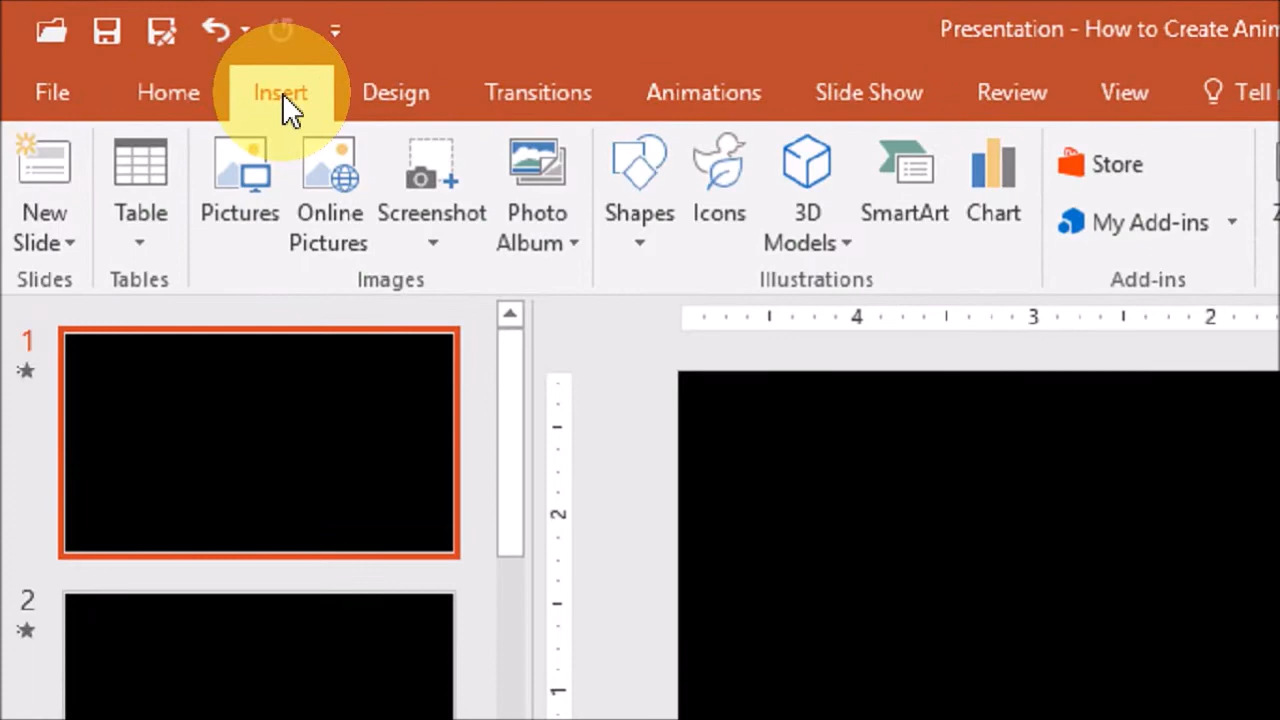 Presentation - How to Create Anim
File Home Insert Design Transitions Animations Slide Show Review View Tell
New Slide Table Pictures Online Pictures Screenshot Photo Album Shapes Icons 3D Models SmartArt Chart Store My Add-ins
Slides Tables Images Illustrations Add-ins
4 3 2
1
2
2
1